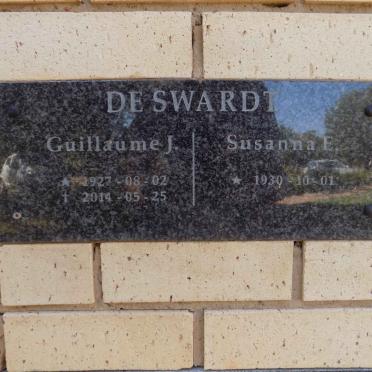 DE SWARDT
Guillaume J. Susanna E.
★ 1927-08-02 ★ 1930-10-01
† 2014-05-25